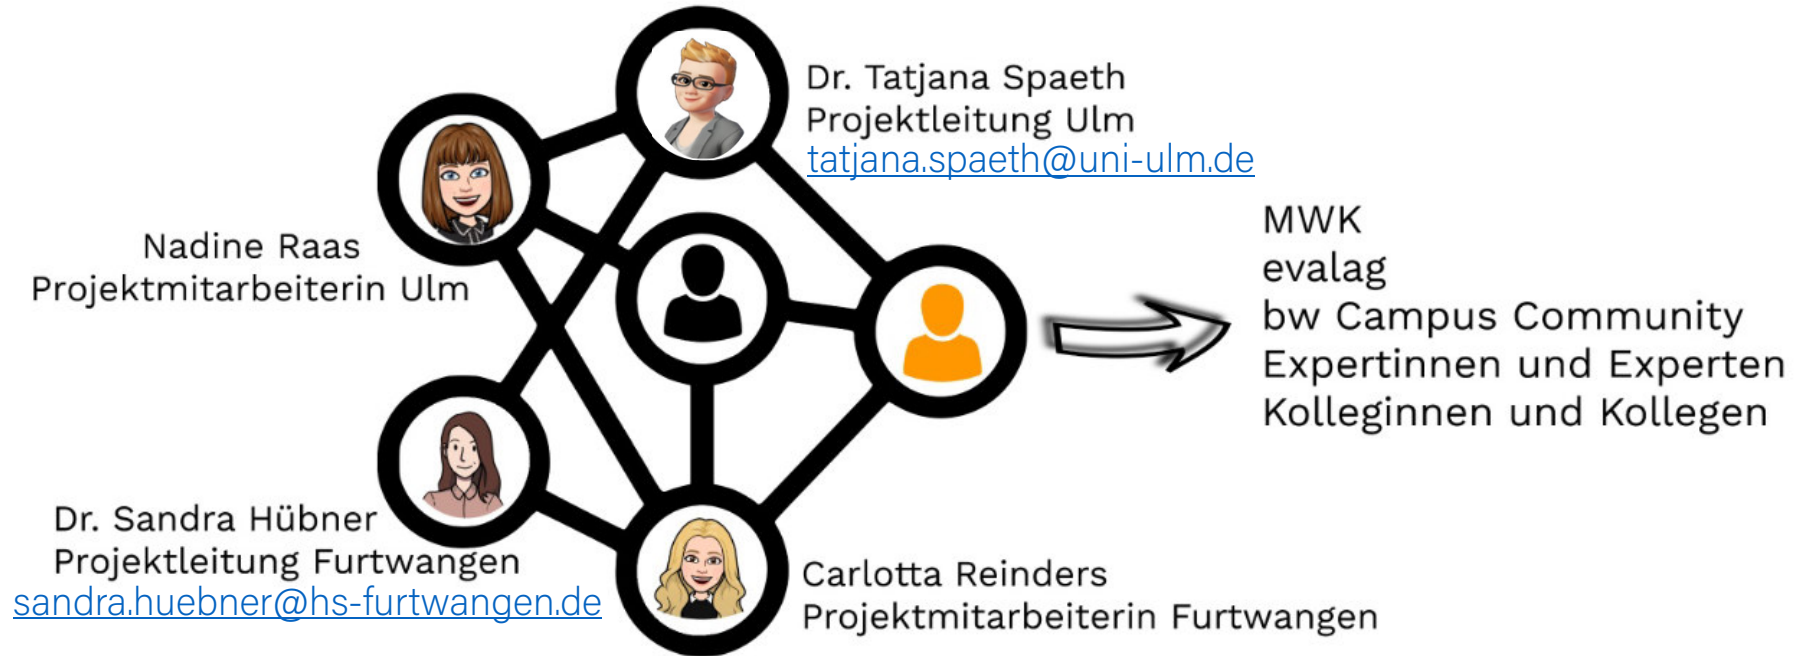 Dr. Tatjana Spaeth
Projektleitung Ulm
tatjana.spaeth@uni-ulm.de
Nadine Raas
Projektmitarbeiterin Ulm
MWK
evalag
bw Campus Community
Expertinnen und Experten
Kolleginnen und Kollegen
Dr. Sandra Hübner
Projektleitung Furtwangen
sandra.huebner@hs-furtwangen.de
Carlotta Reinders
Projektmitarbeiterin Furtwangen